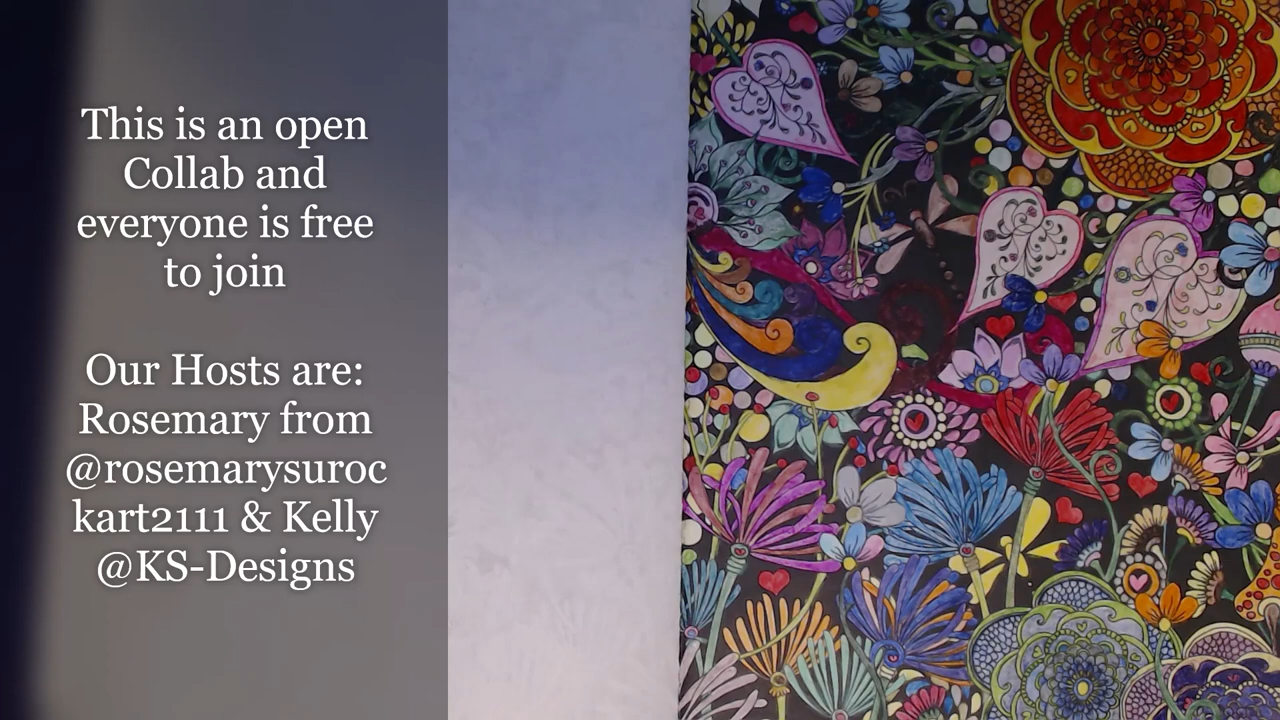 This is an open
Collab and
everyone is free
to join
Our Hosts are:
Rosemary from
@rosemarysuroc
kart2111 & Kelly
@KS-Designs